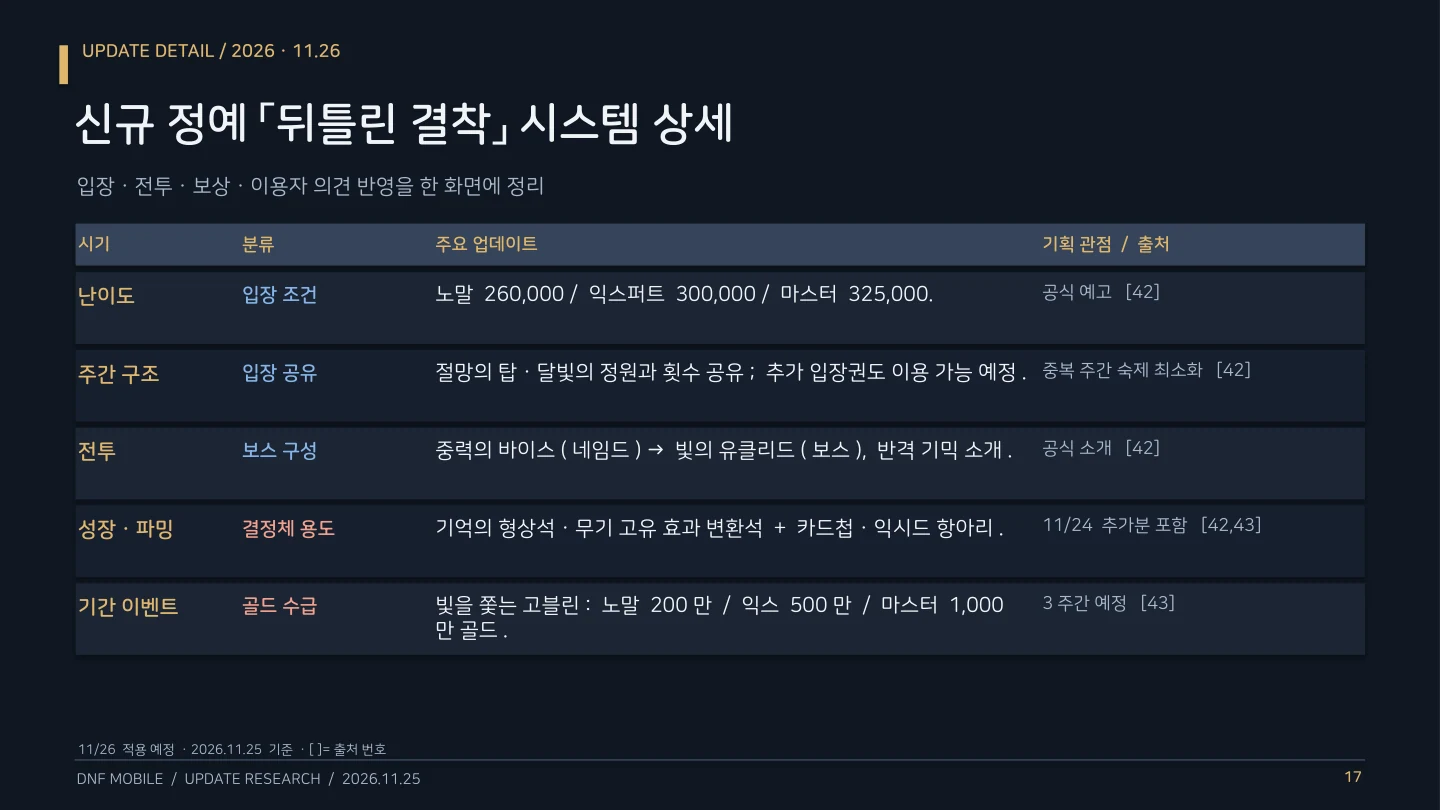 UPDATE DETAIL / 2026 · 11.26
신규 정예 「뒤틀린 결착」 시스템 상세
입장 · 전투 · 보상 · 이용자 의견 반영을 한 화면에 정리
시기 분류 주요 업데이트 기획 관점 / 출처
난이도 입장 조건 노말 260,000 / 익스퍼트 300,000 / 마스터 325,000. 공식 예고 [42]
주간 구조 입장 공유 절망의 탑 · 달빛의 정원과 횟수 공유 ; 추가 입장권도 이용 가능 예정 . 중복 주간 숙제 최소화 [42]
전투 보스 구성 중력의 바이스 ( 네임드 ) → 빛의 유클리드 ( 보스 ), 반격 기믹 소개 . 공식 소개 [42]
성장 · 파밍 결정체 용도 기억의 형상석 · 무기 고유 효과 변환석 + 카드첩 · 익시드 항아리 . 11/24 추가분 포함 [42,43]
기간 이벤트 골드 수급 빛을 쫓는 고블린 : 노말 200 만 / 익스 500 만 / 마스터 1,000 3 주간 예정 [43]
만 골드 .
11/26 적용 예정 · 2026.11.25 기준 · [ ]= 출처 번호
DNF MOBILE / UPDATE RESEARCH / 2026.11.25 17